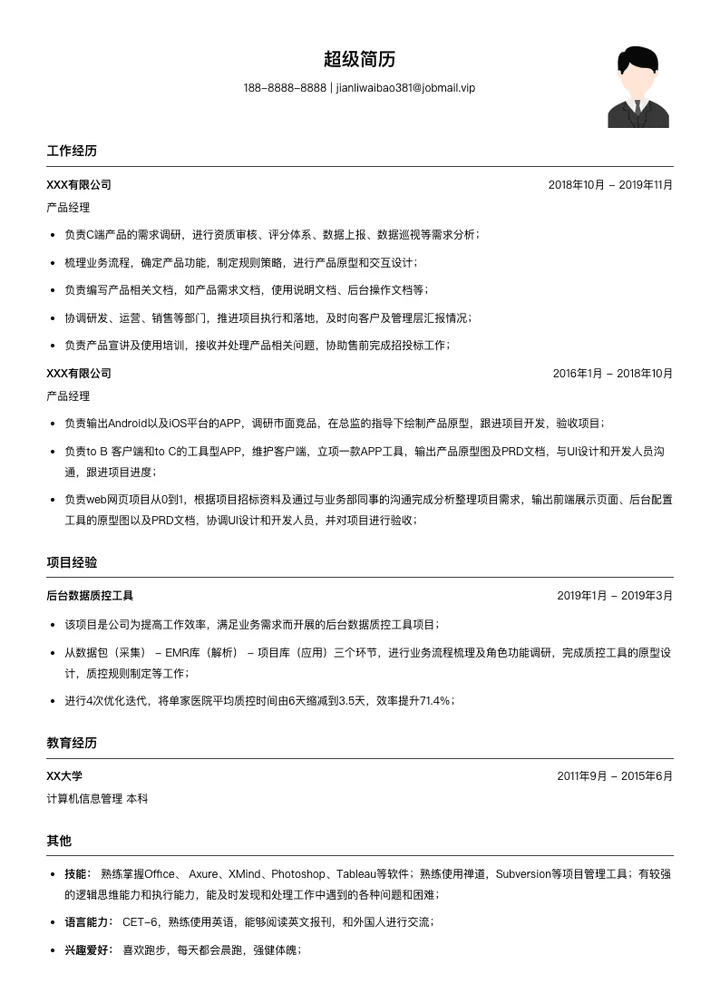 超级简历
188-8888-8888 | jianliwaibao381@jobmail.vip
工作经历
XXX有限公司 2018年10月 – 2019年11月
产品经理
• 负责C端产品的需求调研，进行资质审核、评分体系、数据上报、数据巡视等需求分析；
• 梳理业务流程，确定产品功能，制定规则策略，进行产品原型和交互设计；
• 负责编写产品相关文档，如产品需求文档，使用说明文档、后台操作文档等；
• 协调研发、运营、销售等部门，推进项目执行和落地，及时向客户及管理层汇报情况；
• 负责产品宣讲及使用培训，接收并处理产品相关问题，协助售前完成招投标工作；
XXX有限公司 2016年1月 – 2018年10月
产品经理
• 负责输出Android以及iOS平台的APP，调研市面竞品，在总监的指导下绘制产品原型，跟进项目开发，验收项目；
• 负责to B 客户端和to C的工具型APP，维护客户端，立项一款APP工具，输出产品原型图及PRD文档，与UI设计和开发人员沟
通，跟进项目进度；
• 负责web网页项目从0到1，根据项目招标资料及通过与业务部同事的沟通完成分析整理项目需求，输出前端展示页面、后台配置
工具的原型图以及PRD文档，协调UI设计和开发人员，并对项目进行验收；
项目经验
后台数据质控工具 2019年1月 – 2019年3月
• 该项目是公司为提高工作效率，满足业务需求而开展的后台数据质控工具项目；
• 从数据包（采集） – EMR库（解析） – 项目库（应用）三个环节，进行业务流程梳理及角色功能调研，完成质控工具的原型设
计，质控规则制定等工作；
• 进行4次优化迭代，将单家医院平均质控时间由6天缩减到3.5天，效率提升71.4%；
教育经历
XX大学 2011年9月 – 2015年6月
计算机信息管理 本科
其他
• 技能： 熟练掌握Office、 Axure、XMind、Photoshop、Tableau等软件；熟练使用禅道，Subversion等项目管理工具；有较强
的逻辑思维能力和执行能力，能及时发现和处理工作中遇到的各种问题和困难；
• 语言能力： CET-6，熟练使用英语，能够阅读英文报刊，和外国人进行交流；
• 兴趣爱好： 喜欢跑步，每天都会晨跑，强健体魄；